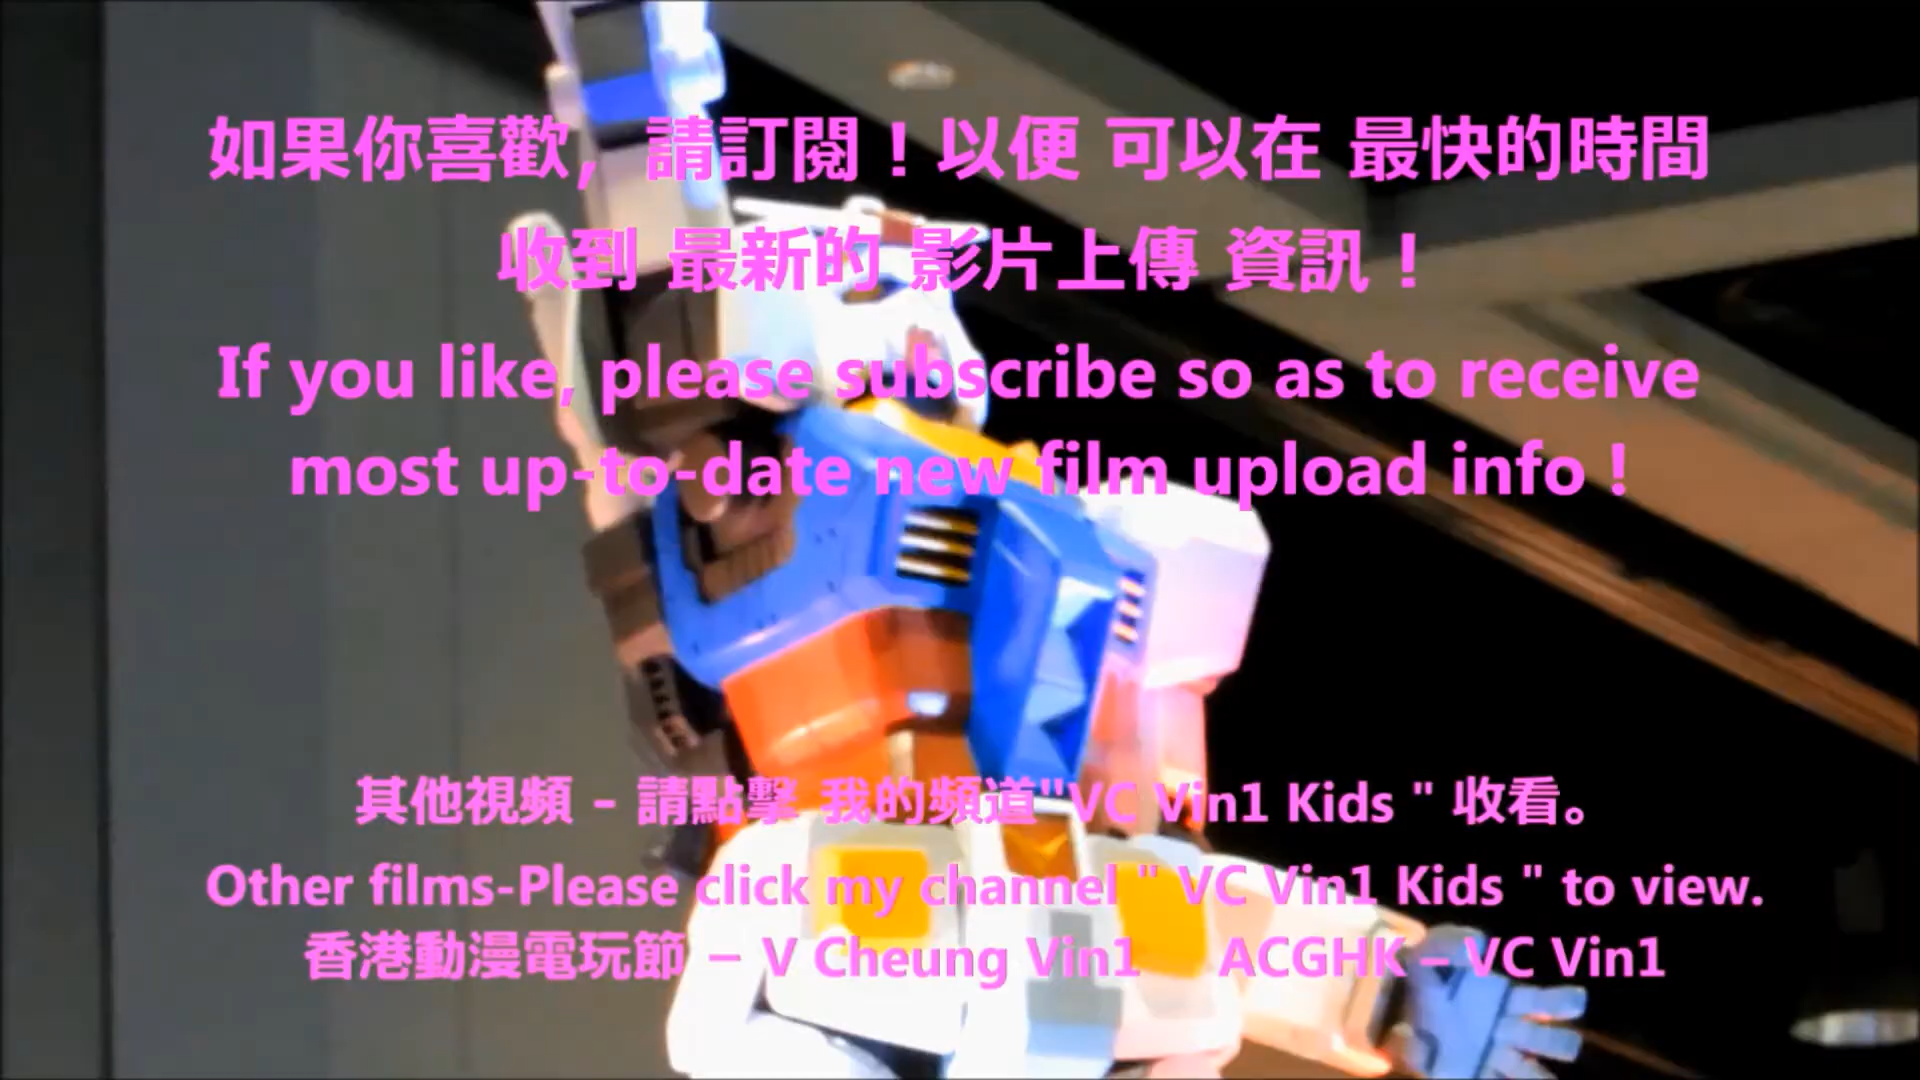 如果你喜歡，請訂閱！以便 可以在 最快的時間
收到 最新的 影片上傳 資訊！
If you like, please subscribe so as to receive
most up-to-date new film upload info !
其他視頻 – 請點擊 我的頻道"VC Vin1 Kids " 收看。
Other films-Please click my channel " VC Vin1 Kids " to view.
香港動漫電玩節 – V Cheung Vin1 ACGHK – VC Vin1